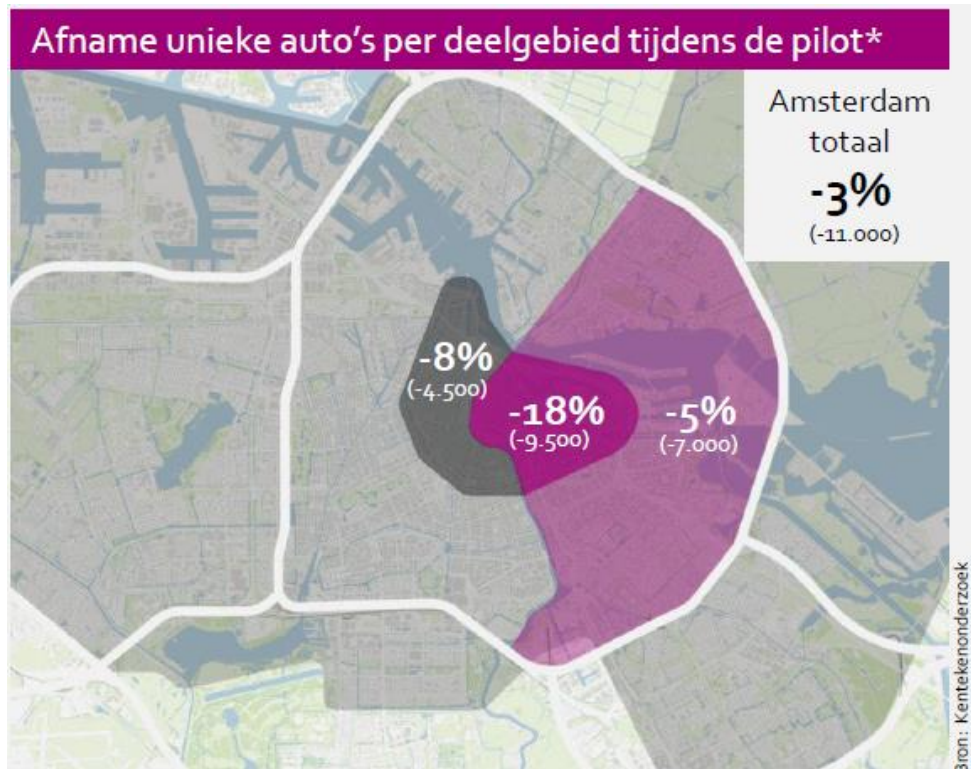 Afname unieke auto's per deelgebied tijdens de pilot*
Amsterdam
totaal
-3%
(-11.000)
-8%
(-4.500)
-18%
(-9.500)
-5%
(-7.000)
Bron: Kentekenonderzoek